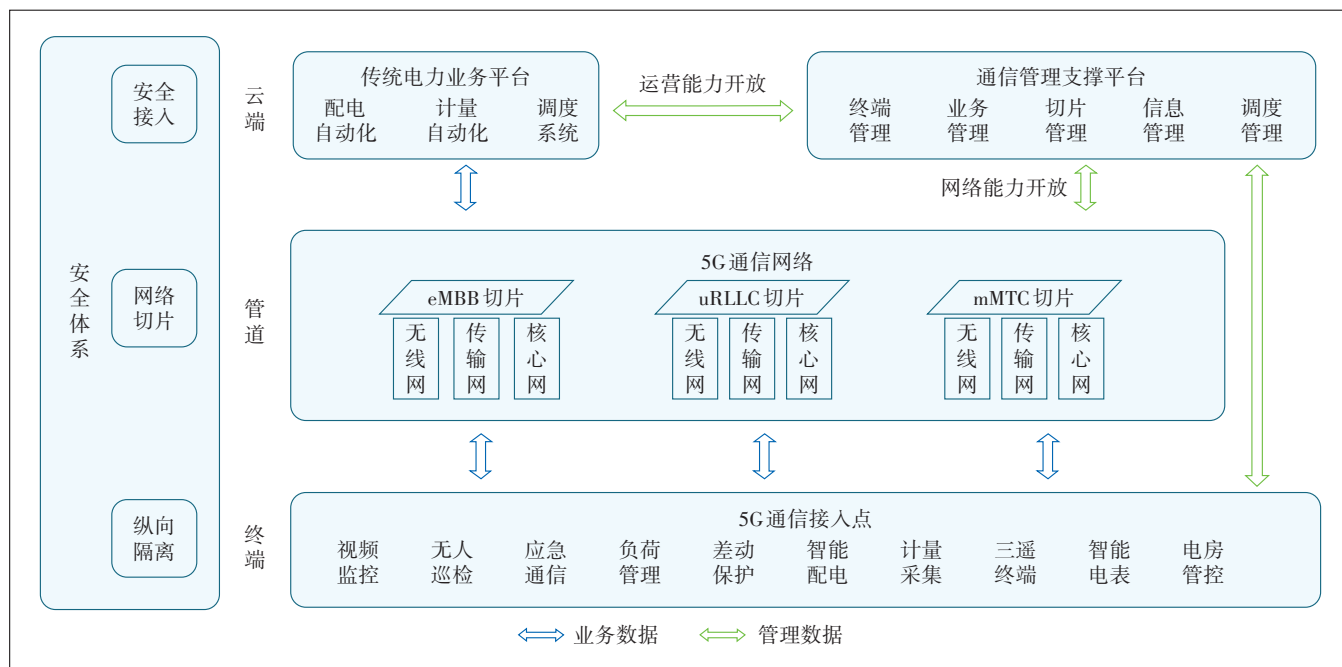 安全
接入
安全体系
网络
切片
纵向
隔离
云端
管道
终端
传统电力业务平台
配电
自动化
计量
自动化
调度
系统
运营能力开放
通信管理支撑平台
终端
管理
业务
管理
切片
管理
信息
管理
调度
管理
网络能力开放
5G通信网络
eMBB切片
无线网
传输网
核心网
uRLLC切片
无线网
传输网
核心网
mMTC切片
无线网
传输网
核心网
5G通信接入点
视频
监控
无人
巡检
应急
通信
负荷
管理
差动
保护
智能
配电
计量
采集
三遥
终端
智能
电表
电房
管控
业务数据
管理数据